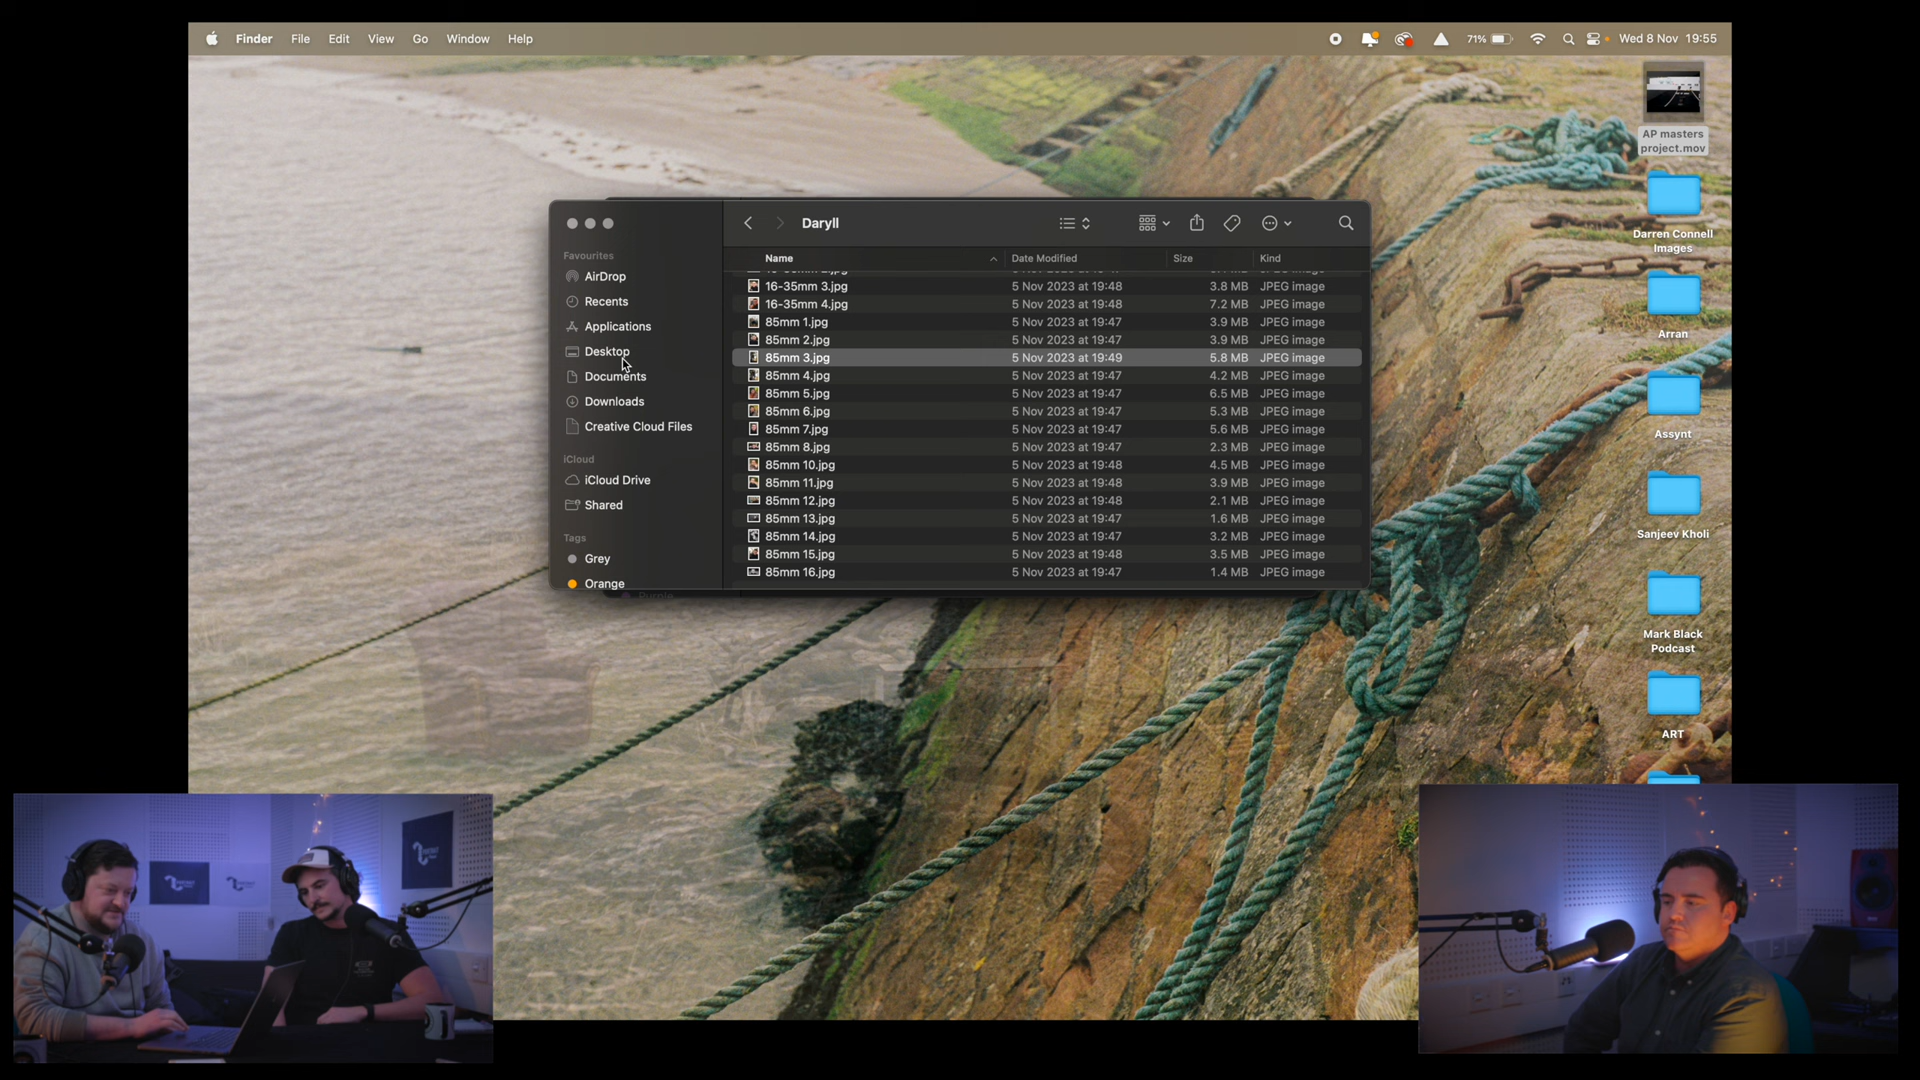 Finder File Edit View Go Window Help
71% Wed 8 Nov 19:55
AP masters
project.mov
Darren Connell
Images
Arran
Assynt
Sanjeev Kholi
Mark Black
Podcast
ART
Daryll
Favourites
AirDrop
Recents
Applications
Desktop
Documents
Downloads
Creative Cloud Files
iCloud
iCloud Drive
Shared
Tags
Grey
Orange
Purple
Name Date Modified Size Kind
16-35mm 3.jpg 5 Nov 2023 at 19:48 3.8 MB JPEG image
16-35mm 4.jpg 5 Nov 2023 at 19:48 7.2 MB JPEG image
85mm 1.jpg 5 Nov 2023 at 19:47 3.9 MB JPEG image
85mm 2.jpg 5 Nov 2023 at 19:47 3.9 MB JPEG image
85mm 3.jpg 5 Nov 2023 at 19:49 5.8 MB JPEG image
85mm 4.jpg 5 Nov 2023 at 19:47 4.2 MB JPEG image
85mm 5.jpg 5 Nov 2023 at 19:47 6.5 MB JPEG image
85mm 6.jpg 5 Nov 2023 at 19:47 5.3 MB JPEG image
85mm 7.jpg 5 Nov 2023 at 19:47 5.6 MB JPEG image
85mm 8.jpg 5 Nov 2023 at 19:47 2.3 MB JPEG image
85mm 10.jpg 5 Nov 2023 at 19:48 4.5 MB JPEG image
85mm 11.jpg 5 Nov 2023 at 19:48 3.9 MB JPEG image
85mm 12.jpg 5 Nov 2023 at 19:48 2.1 MB JPEG image
85mm 13.jpg 5 Nov 2023 at 19:47 1.6 MB JPEG image
85mm 14.jpg 5 Nov 2023 at 19:47 3.2 MB JPEG image
85mm 15.jpg 5 Nov 2023 at 19:48 3.5 MB JPEG image
85mm 16.jpg 5 Nov 2023 at 19:47 1.4 MB JPEG image